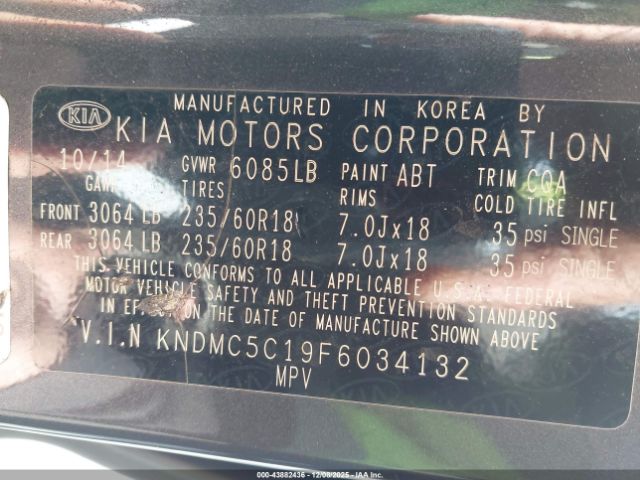 MANUFACTURED IN KOREA BY
KIA KIA MOTORS CORPORATION
10/14 GVWR 6085LB PAINT ABT TRIM CQA
TIRES RIMS COLD TIRE INFL
FRONT 3064 LB 235/60R18 7.0Jx18 35 psi SINGLE
REAR 3064 LB 235/60R18 7.0Jx18 35 psi SINGLE
THIS VEHICLE CONFORMS TO ALL APPLICABLE U.S.A. FEDERAL
MOTOR VEHICLE SAFETY AND THEFT PREVENTION STANDARDS
IN ON THE DATE OF MANUFACTURE SHOWN ABOVE
V.I.N KNDMC5C19F6034132
MPV
000-43882436 - 12/08/2025 - IAA Inc.